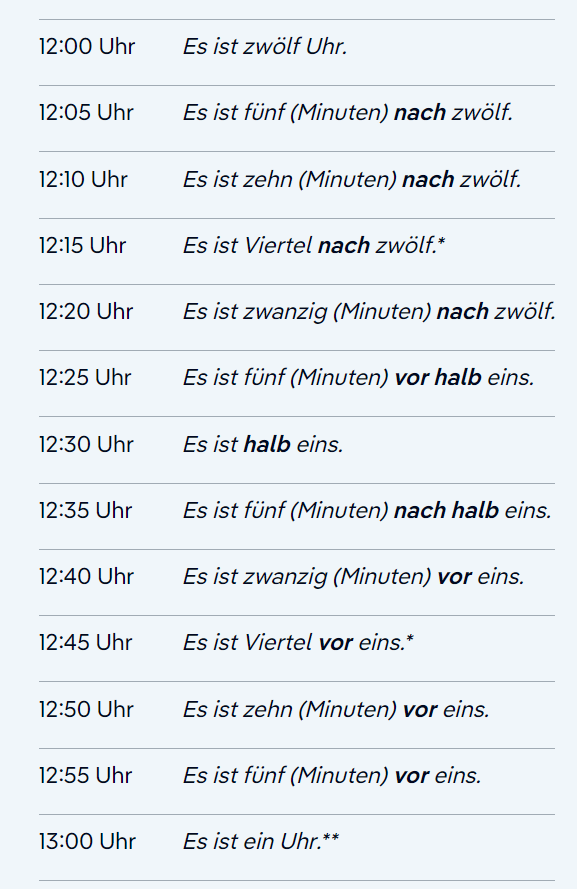 12:00 Uhr Es ist zwölf Uhr.
12:05 Uhr Es ist fünf (Minuten) nach zwölf.
12:10 Uhr Es ist zehn (Minuten) nach zwölf.
12:15 Uhr Es ist Viertel nach zwölf.*
12:20 Uhr Es ist zwanzig (Minuten) nach zwölf.
12:25 Uhr Es ist fünf (Minuten) vor halb eins.
12:30 Uhr Es ist halb eins.
12:35 Uhr Es ist fünf (Minuten) nach halb eins.
12:40 Uhr Es ist zwanzig (Minuten) vor eins.
12:45 Uhr Es ist Viertel vor eins.*
12:50 Uhr Es ist zehn (Minuten) vor eins.
12:55 Uhr Es ist fünf (Minuten) vor eins.
13:00 Uhr Es ist ein Uhr.**